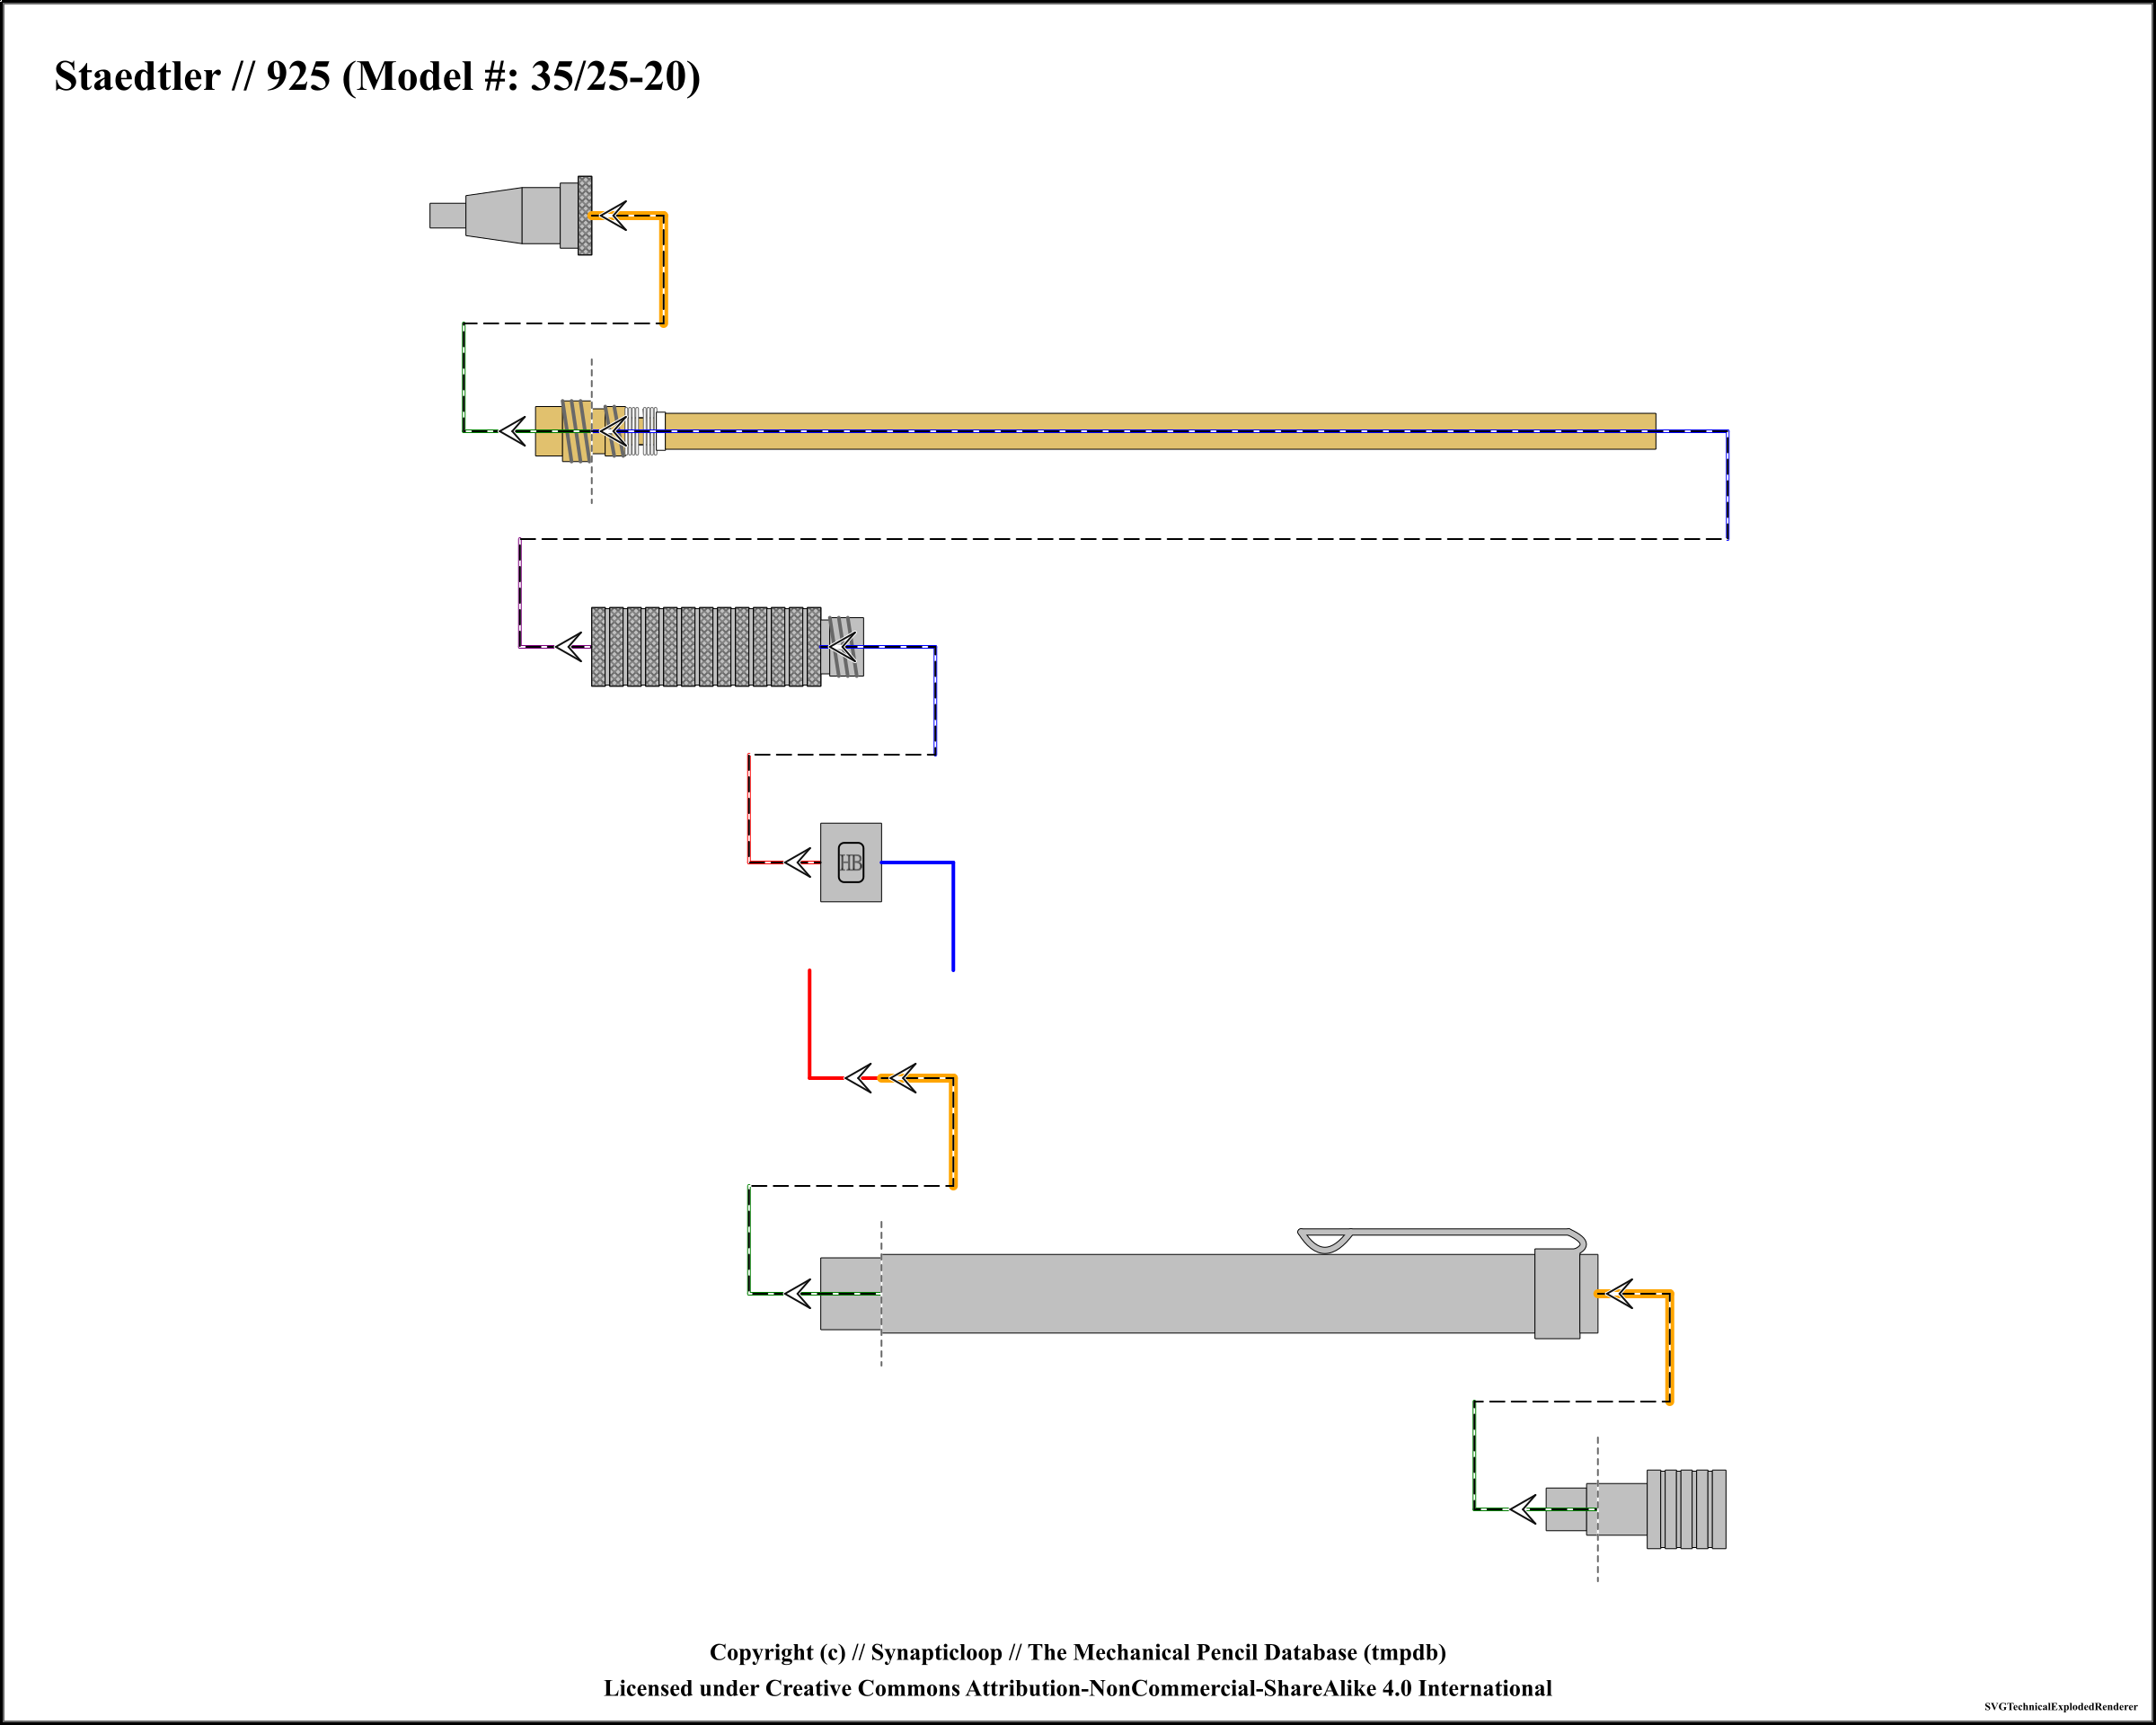 Staedtler // 925 (Model #: 35/25-20)
HB
Copyright (c) // Synapticloop // The Mechanical Pencil Database (tmpdb)
Licensed under Creative Commons Attribution-NonCommercial-ShareAlike 4.0 International
SVGTechnicalExplodedRenderer